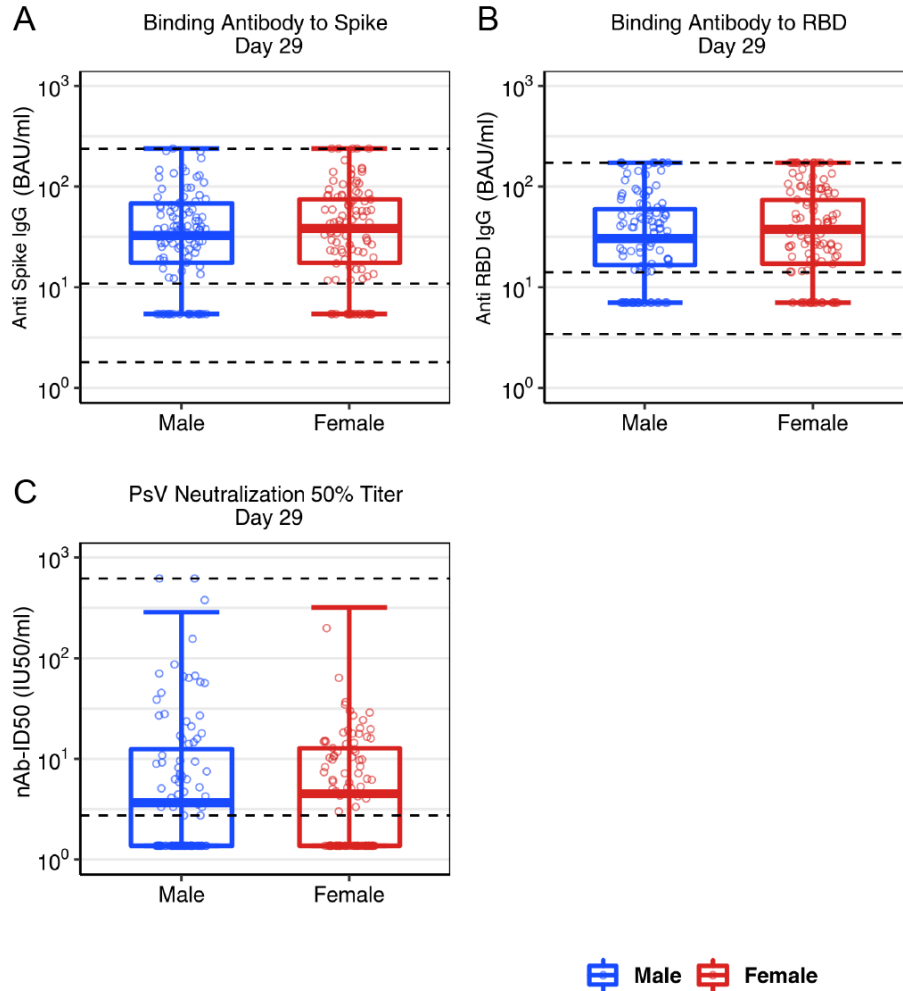 A
Binding Antibody to Spike
Day 29
Anti Spike IgG (BAU/ml)
10³
10²
10¹
10⁰
Male
Female
B
Binding Antibody to RBD
Day 29
Anti RBD IgG (BAU/ml)
10³
10²
10¹
10⁰
Male
Female
C
PsV Neutralization 50% Titer
Day 29
nAb-ID50 (IU50/ml)
10³
10²
10¹
10⁰
Male
Female
Male Female